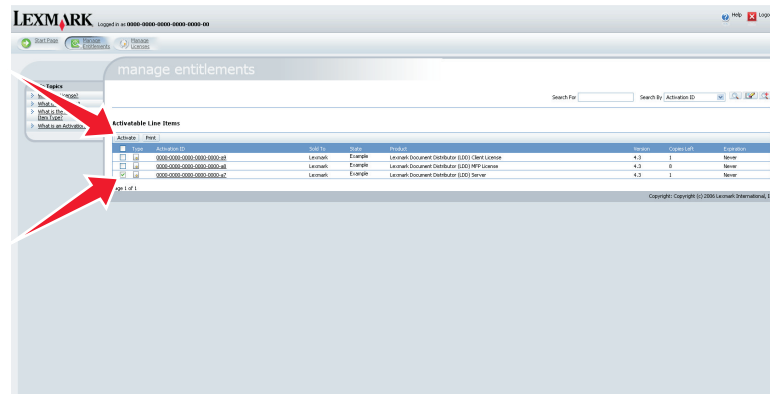 LEXMARK Logged in as 0000-0000-0000-0000-0000-00
Help Logo
Start Page Manage Entitlements Manage Licenses
manage entitlements
Topics
What is the
Item Type?
What is an Activation
Search For Search By Activation ID
Activatable Line Items
Activate Print
Type Activation ID Sold To State Product Version Copies Left Expiration
0000-0000-0000-0000-0000-a9 Lexmark Example Lexmark Document Distributor (LDD) Client License 4.3 1 Never
0000-0000-0000-0000-0000-a8 Lexmark Example Lexmark Document Distributor (LDD) MFP License 4.3 0 Never
0000-0000-0000-0000-0000-a7 Lexmark Example Lexmark Document Distributor (LDD) Server 4.3 1 Never
1 of 1
Copyright: Copyright (c) 2006 Lexmark International, I